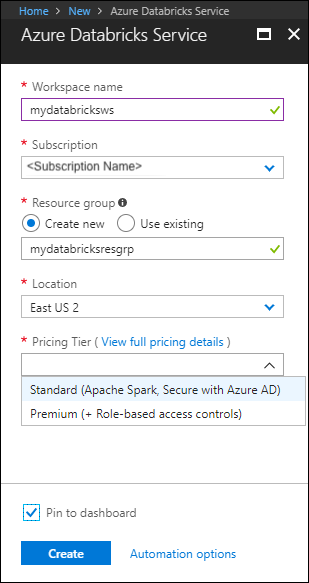 Home > New > Azure Databricks Service
Azure Databricks Service
* Workspace name
mydatabricksws
* Subscription
<Subscription Name>
* Resource group
Create new Use existing
mydatabricksresgrp
* Location
East US 2
* Pricing Tier ( View full pricing details )
Standard (Apache Spark, Secure with Azure AD)
Premium (+ Role-based access controls)
Pin to dashboard
Create Automation options